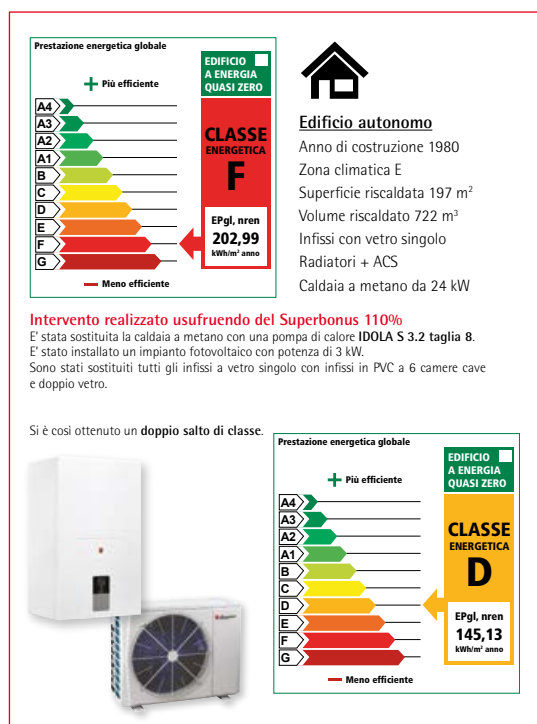 Prestazione energetica globale
EDIFICIO
A ENERGIA
QUASI ZERO
Più efficiente
A4
A3
A2
A1
B
C
D
E
F
G
CLASSE
ENERGETICA
F
EPgl, nren
202,99
kWh/m² anno
Meno efficiente
Edificio autonomo
Anno di costruzione 1980
Zona climatica E
Superficie riscaldata 197 m²
Volume riscaldato 722 m³
Infissi con vetro singolo
Radiatori + ACS
Caldaia a metano da 24 kW
Intervento realizzato usufruendo del Superbonus 110%
E' stata sostituita la caldaia a metano con una pompa di calore IDOLA S 3.2 taglia 8.
E' stato installato un impianto fotovoltaico con potenza di 3 kW.
Sono stati sostituiti tutti gli infissi a vetro singolo con infissi in PVC a 6 camere cave
e doppio vetro.
Si è così ottenuto un doppio salto di classe.
Prestazione energetica globale
EDIFICIO
A ENERGIA
QUASI ZERO
Più efficiente
A4
A3
A2
A1
B
C
D
E
F
G
CLASSE
ENERGETICA
D
EPgl, nren
145,13
kWh/m² anno
Meno efficiente